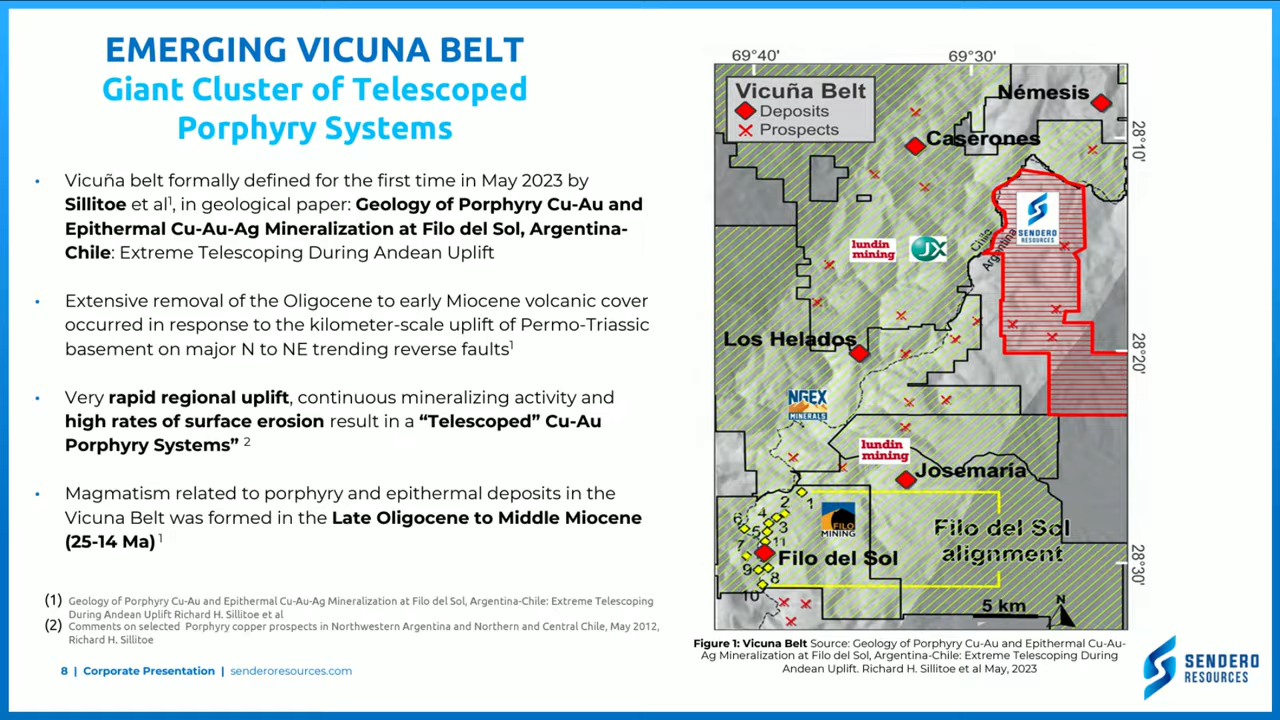 EMERGING VICUNA BELT
Giant Cluster of Telescoped
Porphyry Systems
• Vicuña belt formally defined for the first time in May 2023 by
Sillitoe et al¹, in geological paper: Geology of Porphyry Cu-Au and
Epithermal Cu-Au-Ag Mineralization at Filo del Sol, Argentina-
Chile: Extreme Telescoping During Andean Uplift
• Extensive removal of the Oligocene to early Miocene volcanic cover
occurred in response to the kilometer-scale uplift of Permo-Triassic
basement on major N to NE trending reverse faults¹
• Very rapid regional uplift, continuous mineralizing activity and
high rates of surface erosion result in a “Telescoped” Cu-Au
Porphyry Systems” ²
• Magmatism related to porphyry and epithermal deposits in the
Vicuna Belt was formed in the Late Oligocene to Middle Miocene
(25-14 Ma) ¹
(1) Geology of Porphyry Cu-Au and Epithermal Cu-Au-Ag Mineralization at Filo del Sol, Argentina-Chile: Extreme Telescoping
During Andean Uplift Richard H. Sillitoe et al
(2) Comments on selected Porphyry copper prospects in Northwestern Argentina and Northern and Central Chile, May 2012,
Richard H. Sillitoe
8 | Corporate Presentation | senderoresources.com
69°40' 69°30'
Vicuña Belt
Deposits
Prospects
Némesis
Caserones
28°10'
SENDERO
RESOURCES
Chile
Argentina
lundin
mining
JX
Los Helados
28°20'
NGEX
MINERALS
lundin
mining
Josemaría
1
2
4
3
6
5
7
11
9
8
10
FILO
MINING
Filo del Sol
Filo del Sol
alignment
28°30'
5 km
N
Figure 1: Vicuna Belt Source: Geology of Porphyry Cu-Au and Epithermal Cu-Au-
Ag Mineralization at Filo del Sol, Argentina-Chile: Extreme Telescoping During
Andean Uplift. Richard H. Sillitoe et al May, 2023
SENDERO
RESOURCES